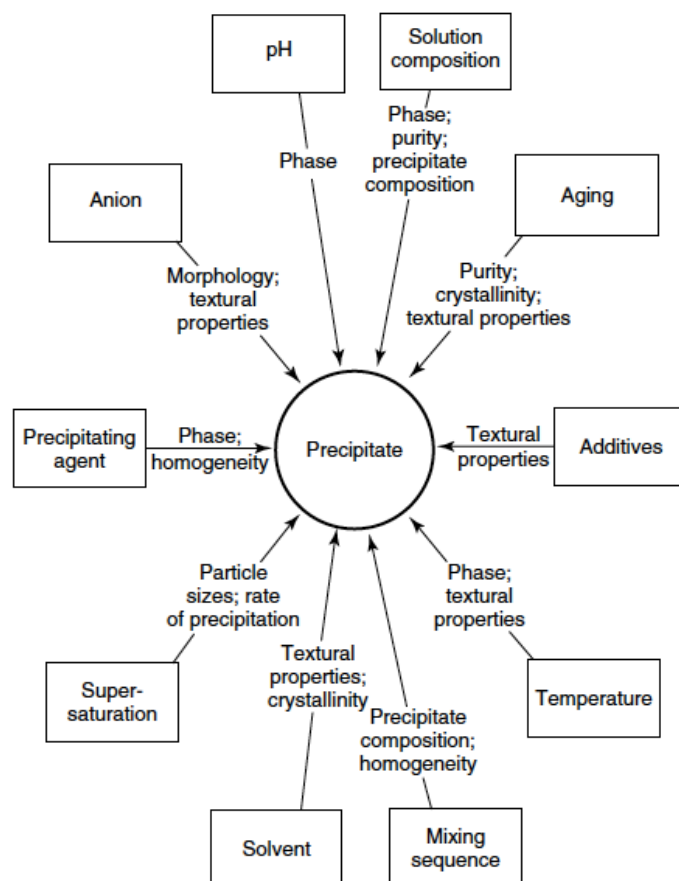 pH
Solution
composition
Phase
Phase;
purity;
precipitate
composition
Anion
Aging
Morphology;
textural
properties
Purity;
crystallinity;
textural properties
Precipitating
agent
Phase;
homogeneity
Precipitate
Textural
properties
Additives
Particle
sizes; rate
of precipitation
Phase;
textural
properties
Super-
saturation
Textural
properties;
crystallinity
Temperature
Precipitate
composition;
homogeneity
Solvent
Mixing
sequence